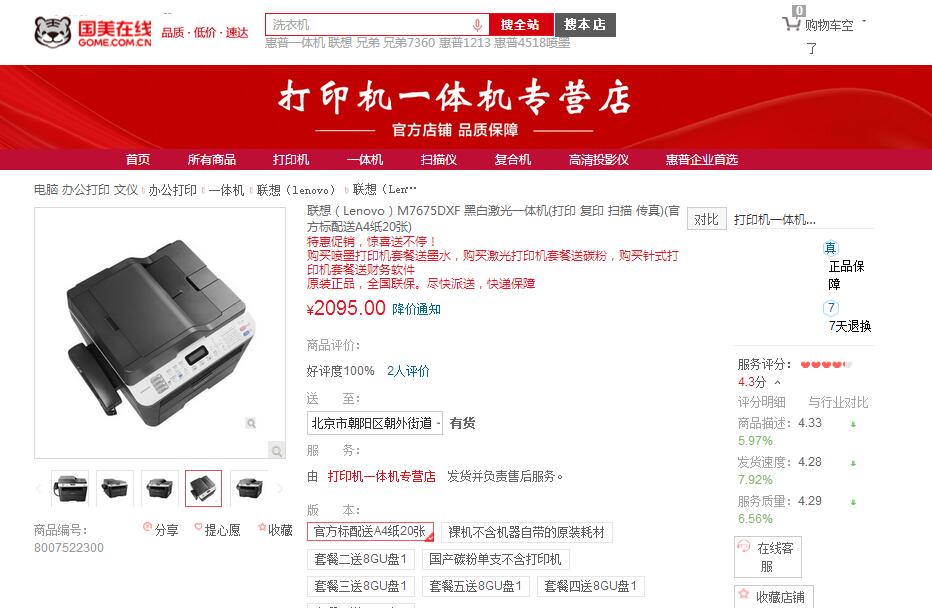 国美在线
GOME.COM.CN
品质 · 低价 · 速达
洗衣机
搜全站
搜本店
惠普一体机 联想 兄弟 兄弟7360 惠普1213 惠普4518喷墨
0
购物车空
了
打印机一体机专营店
官方店铺 品质保障
首页 所有商品 打印机 一体机 扫描仪 复合机 高清投影仪 惠普企业首选
电脑 办公打印 文仪 办公打印 一体机 联想（lenovo） 联想（Len…
联想（Lenovo）M7675DXF 黑白激光一体机(打印 复印 扫描 传真)(官
方标配送A4纸20张)
特惠促销，惊喜送不停！
购买喷墨打印机套餐送墨水，购买激光打印机套餐送碳粉，购买针式打
印机套餐送财务软件
原装正品，全国联保。尽快派送，快递保障
¥2095.00 降价通知
商品评价：
好评度100% 2人评价
送 至：
北京市朝阳区朝外街道 有货
服 务：
由 打印机一体机专营店 发货并负责售后服务。
版 本：
官方标配送A4纸20张 裸机不含机器自带的原装耗材
套餐二送8GU盘1 国产碳粉单支不含打印机
套餐三送8GU盘1 套餐五送8GU盘1 套餐四送8GU盘1
商品编号：
8007522300
分享 提心愿 收藏
对比
打印机一体机...
真
正品保
障
7
7天退换
服务评分：
4.3分
评分明细 与行业对比
商品描述： 4.33
5.97%
发货速度： 4.28
7.92%
服务质量： 4.29
6.56%
在线客
服
收藏店铺